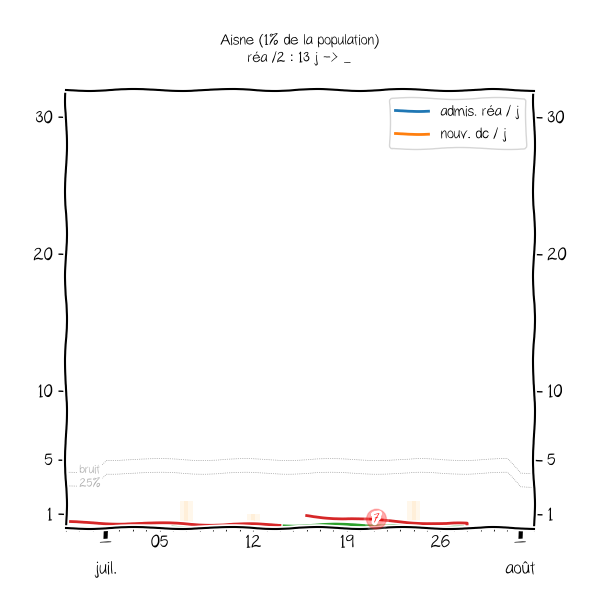 Aisne (1% de la population)
réa /2 : 13 j -> _
admis. réa / j
nouv. dc / j
30
30
20
20
10
10
5
5
bruit
25%
1
1
7
05
12
19
26
juil.
août